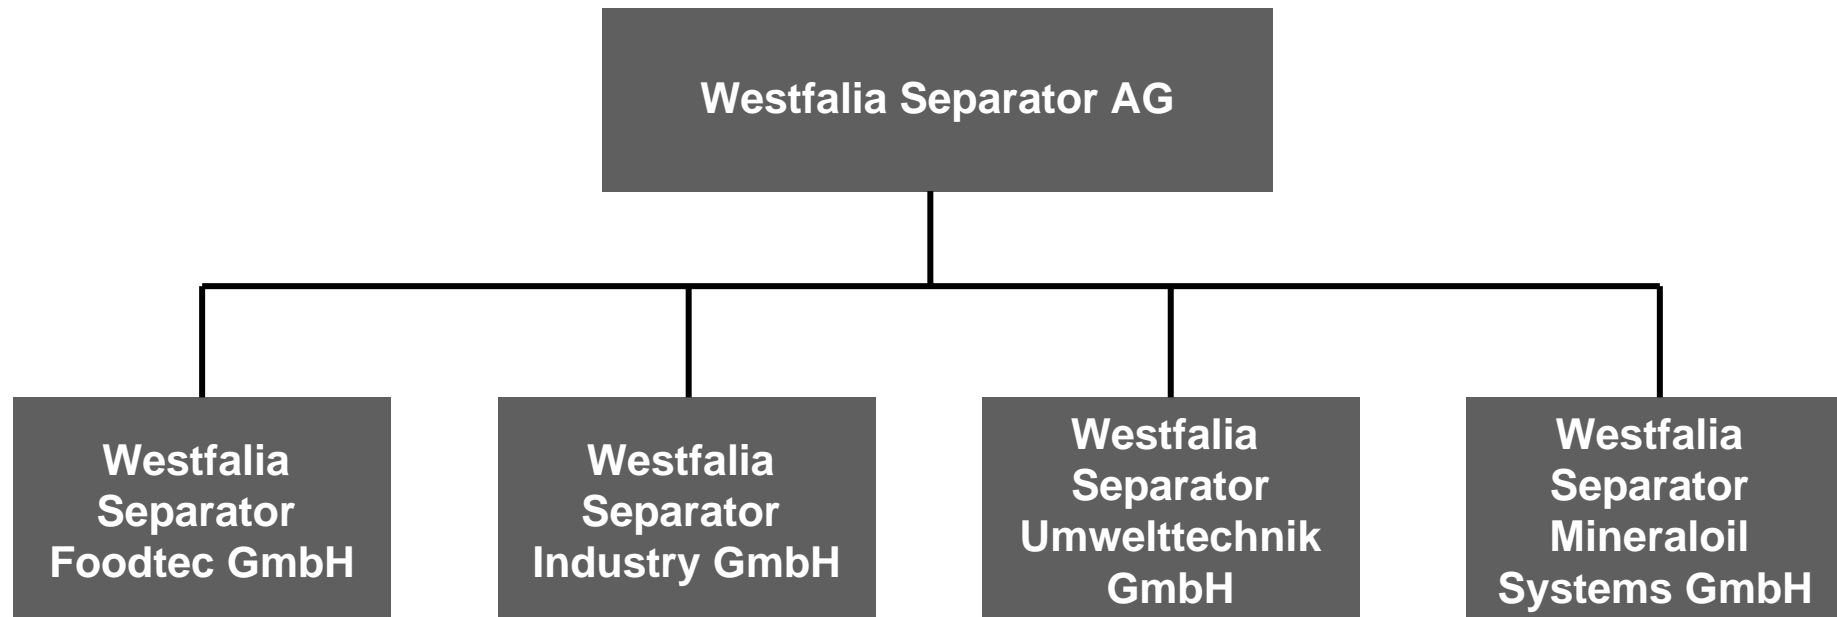 Westfalia Separator AG
Westfalia
Separator
Foodtec GmbH
Westfalia
Separator
Industry GmbH
Westfalia
Separator
Umwelttechnik
GmbH
Westfalia
Separator
Mineraloil
Systems GmbH